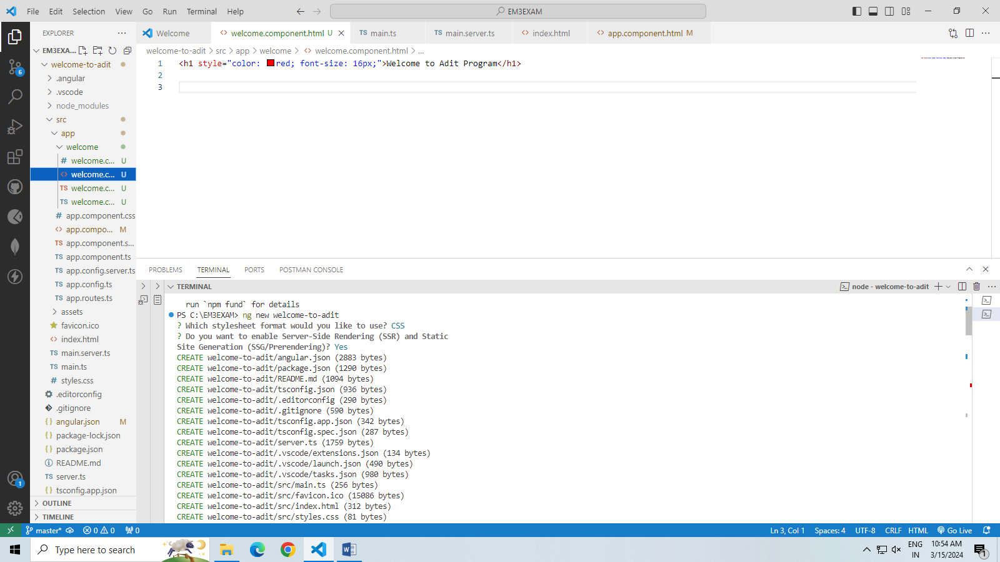 File Edit Selection View Go Run Terminal Help
EM3EXAM
EXPLORER
Welcome
welcome.component.html U
main.ts
main.server.ts
index.html
app.component.html M
EM3EXA...
welcome-to-adit > src > app > welcome > welcome.component.html > ...
welcome-to-adit
.angular
.vscode
node_modules
src
app
welcome
welcome.c... U
welcome.c... U
welcome.c... U
welcome.c... U
app.component.css
app.compo... M
app.component.s...
app.component.ts
app.config.server.ts
app.config.ts
app.routes.ts
assets
favicon.ico
index.html
main.server.ts
main.ts
styles.css
.editorconfig
.gitignore
angular.json M
package-lock.json
package.json
README.md
server.ts
tsconfig.app.json
OUTLINE
TIMELINE
1 <h1 style="color: red; font-size: 16px;">Welcome to Adit Program</h1>
2
3
PROBLEMS TERMINAL PORTS POSTMAN CONSOLE
TERMINAL
node - welcome-to-adit
run `npm fund` for details
PS C:\EM3EXAM> ng new welcome-to-adit
? Which stylesheet format would you like to use? CSS
? Do you want to enable Server-Side Rendering (SSR) and Static
Site Generation (SSG/Prerendering)? Yes
CREATE welcome-to-adit/angular.json (2883 bytes)
CREATE welcome-to-adit/package.json (1290 bytes)
CREATE welcome-to-adit/README.md (1094 bytes)
CREATE welcome-to-adit/tsconfig.json (936 bytes)
CREATE welcome-to-adit/.editorconfig (290 bytes)
CREATE welcome-to-adit/.gitignore (590 bytes)
CREATE welcome-to-adit/tsconfig.app.json (342 bytes)
CREATE welcome-to-adit/tsconfig.spec.json (287 bytes)
CREATE welcome-to-adit/server.ts (1759 bytes)
CREATE welcome-to-adit/.vscode/extensions.json (134 bytes)
CREATE welcome-to-adit/.vscode/launch.json (490 bytes)
CREATE welcome-to-adit/.vscode/tasks.json (980 bytes)
CREATE welcome-to-adit/src/main.ts (256 bytes)
CREATE welcome-to-adit/src/favicon.ico (15086 bytes)
CREATE welcome-to-adit/src/index.html (312 bytes)
CREATE welcome-to-adit/src/styles.css (81 bytes)
6
1
master* 0 0 0
Ln 3, Col 1 Spaces: 4 UTF-8 CRLF HTML Go Live
Type here to search
ENG
IN
10:54 AM
3/15/2024
1